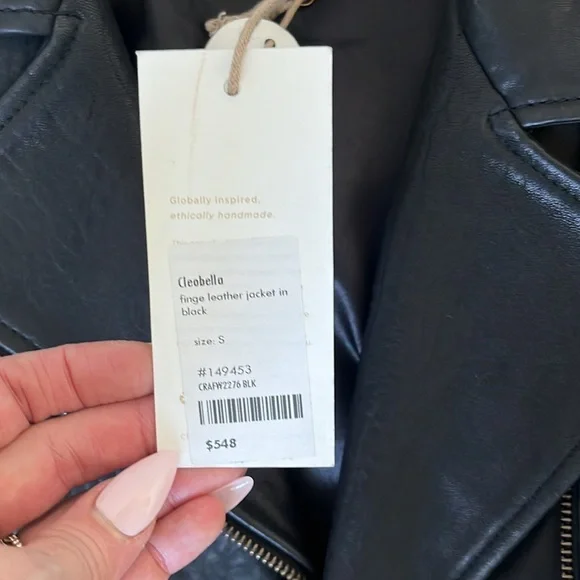 Globally inspired,
ethically handmade.
Cleobella
finge leather jacket in
black
size: S
#149453
CRAFW2276 BLK
$548